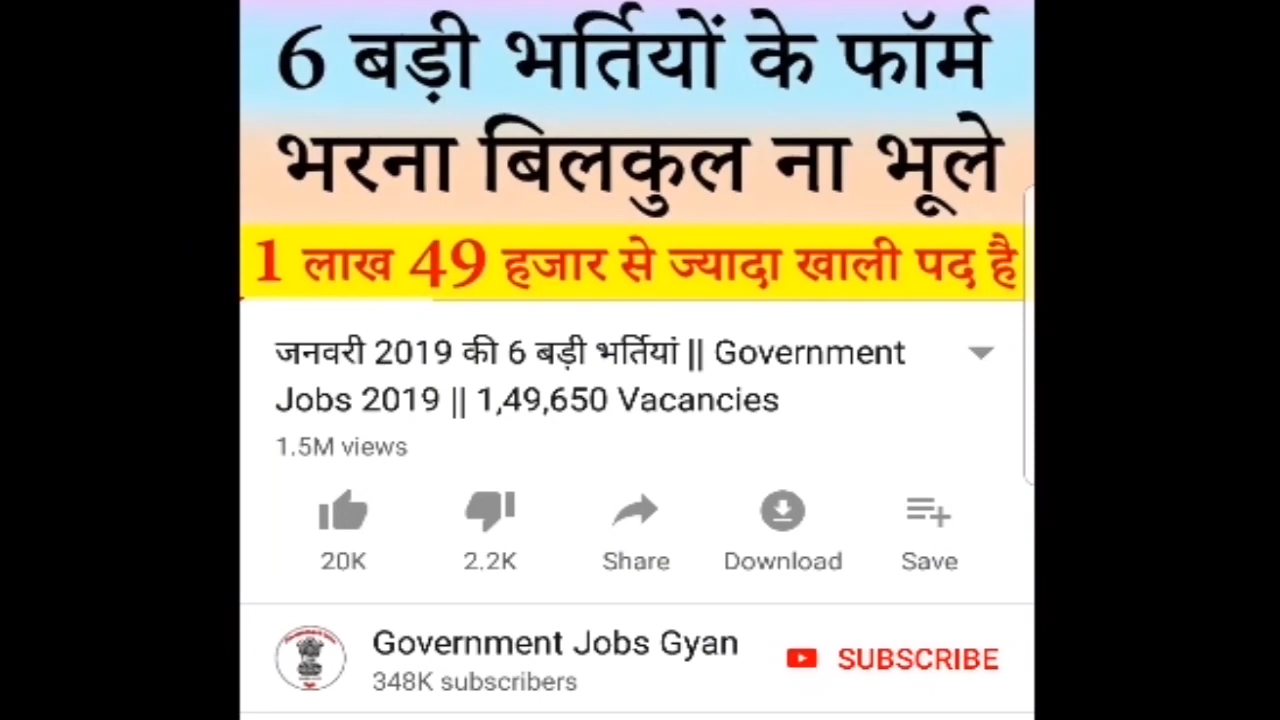 6 बड़ी भर्तियों के फॉर्म
भरना बिलकुल ना भूले
1 लाख 49 हजार से ज्यादा खाली पद है
जनवरी 2019 की 6 बड़ी भर्तियां || Government
Jobs 2019 || 1,49,650 Vacancies
1.5M views
20K 2.2K Share Download Save
Government Jobs Gyan
SUBSCRIBE
348K subscribers